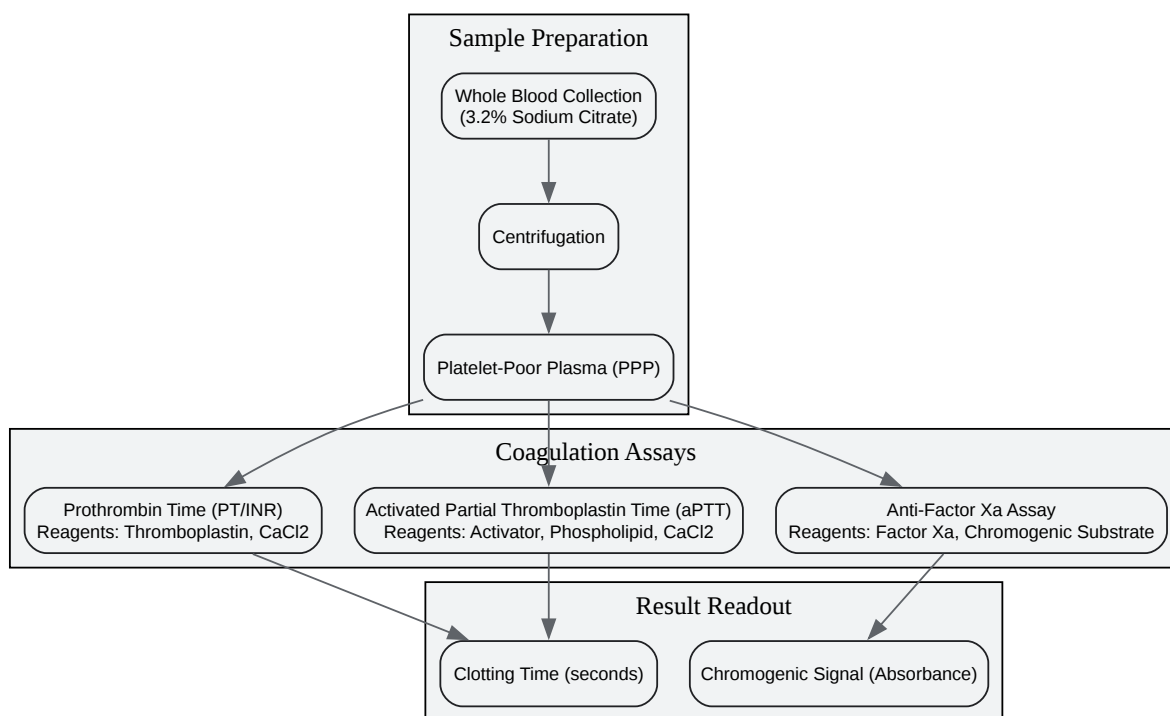 Sample Preparation
Whole Blood Collection
(3.2% Sodium Citrate)
Centrifugation
Platelet-Poor Plasma (PPP)
Coagulation Assays
Prothrombin Time (PT/INR)
Reagents: Thromboplastin, CaCl2
Activated Partial Thromboplastin Time (aPTT)
Reagents: Activator, Phospholipid, CaCl2
Anti-Factor Xa Assay
Reagents: Factor Xa, Chromogenic Substrate
Result Readout
Clotting Time (seconds)
Chromogenic Signal (Absorbance)